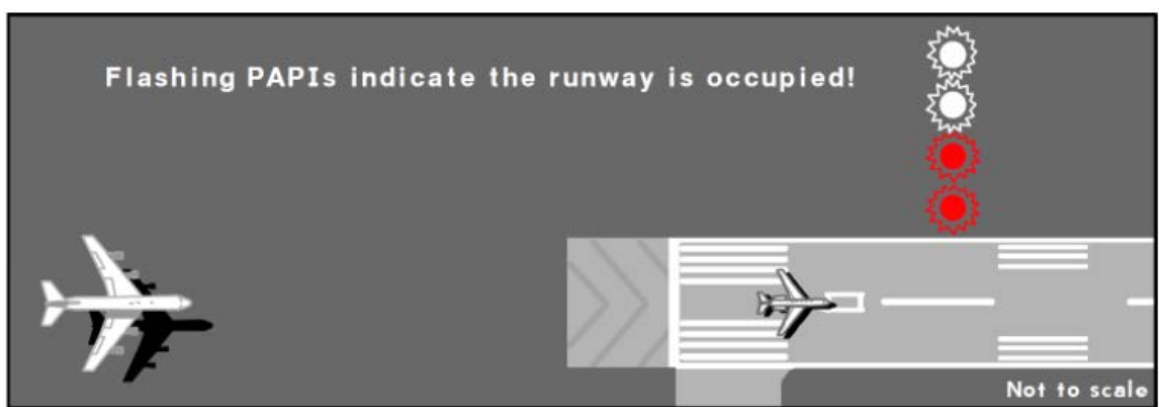 Flashing PAPIs indicate the runway is occupied!
Not to scale